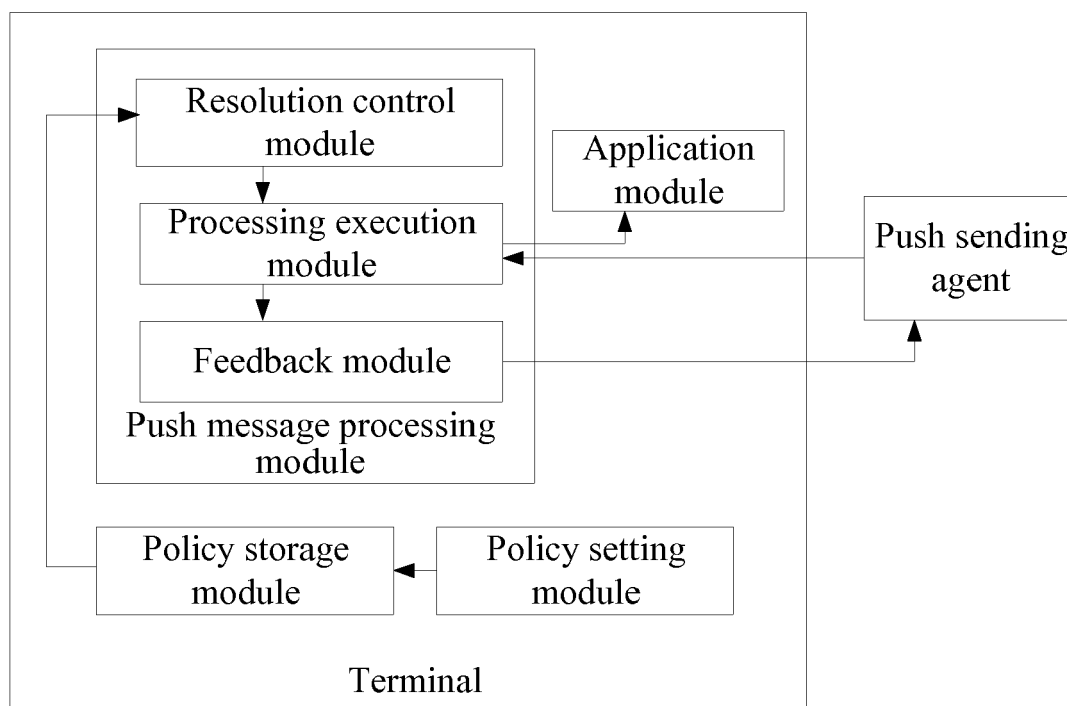 Resolution control
module
Application
module
Processing execution
module
Push sending
agent
Feedback module
Push message processing
module
Policy storage
module
Policy setting
module
Terminal